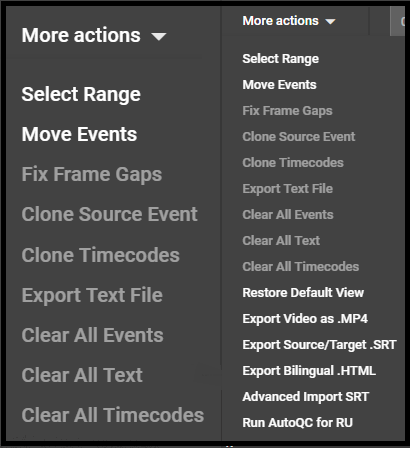 More actions
Select Range
Move Events
Fix Frame Gaps
Clone Source Event
Clone Timecodes
Export Text File
Clear All Events
Clear All Text
Clear All Timecodes
More actions
Select Range
Move Events
Fix Frame Gaps
Clone Source Event
Clone Timecodes
Export Text File
Clear All Events
Clear All Text
Clear All Timecodes
Restore Default View
Export Video as .MP4
Export Source/Target .SRT
Export Bilingual .HTML
Advanced Import SRT
Run AutoQC for RU